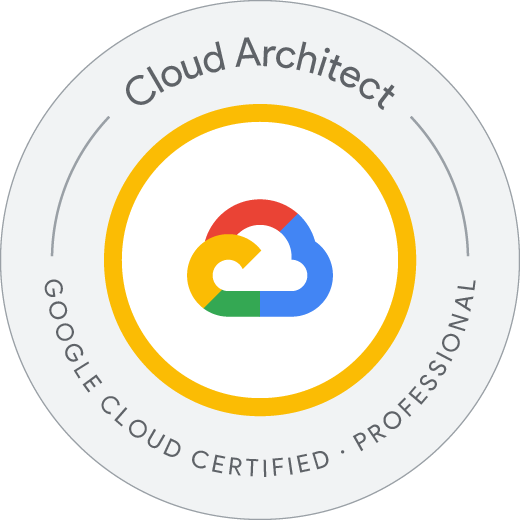 Cloud Architect
GOOGLE CLOUD CERTIFIED · PROFESSIONAL